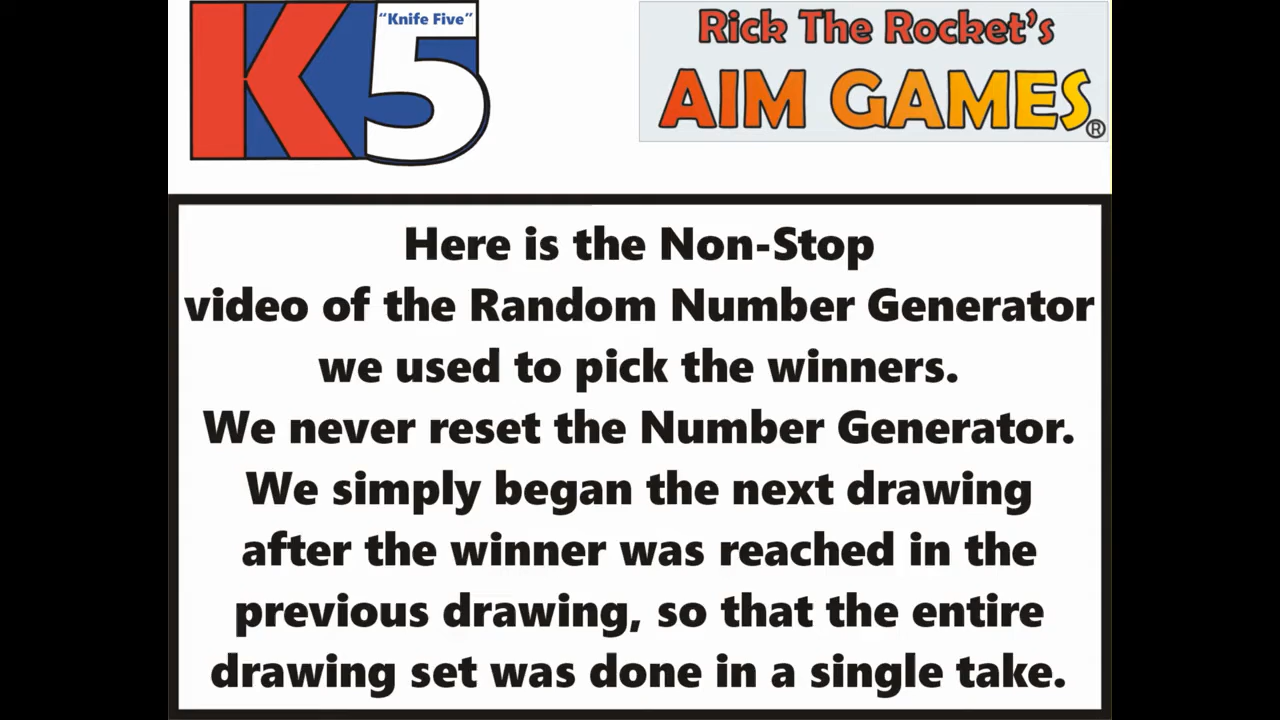 K5
“Knife Five”
Rick The Rocket’s
AIM GAMES®
Here is the Non-Stop
video of the Random Number Generator
we used to pick the winners.
We never reset the Number Generator.
We simply began the next drawing
after the winner was reached in the
previous drawing, so that the entire
drawing set was done in a single take.